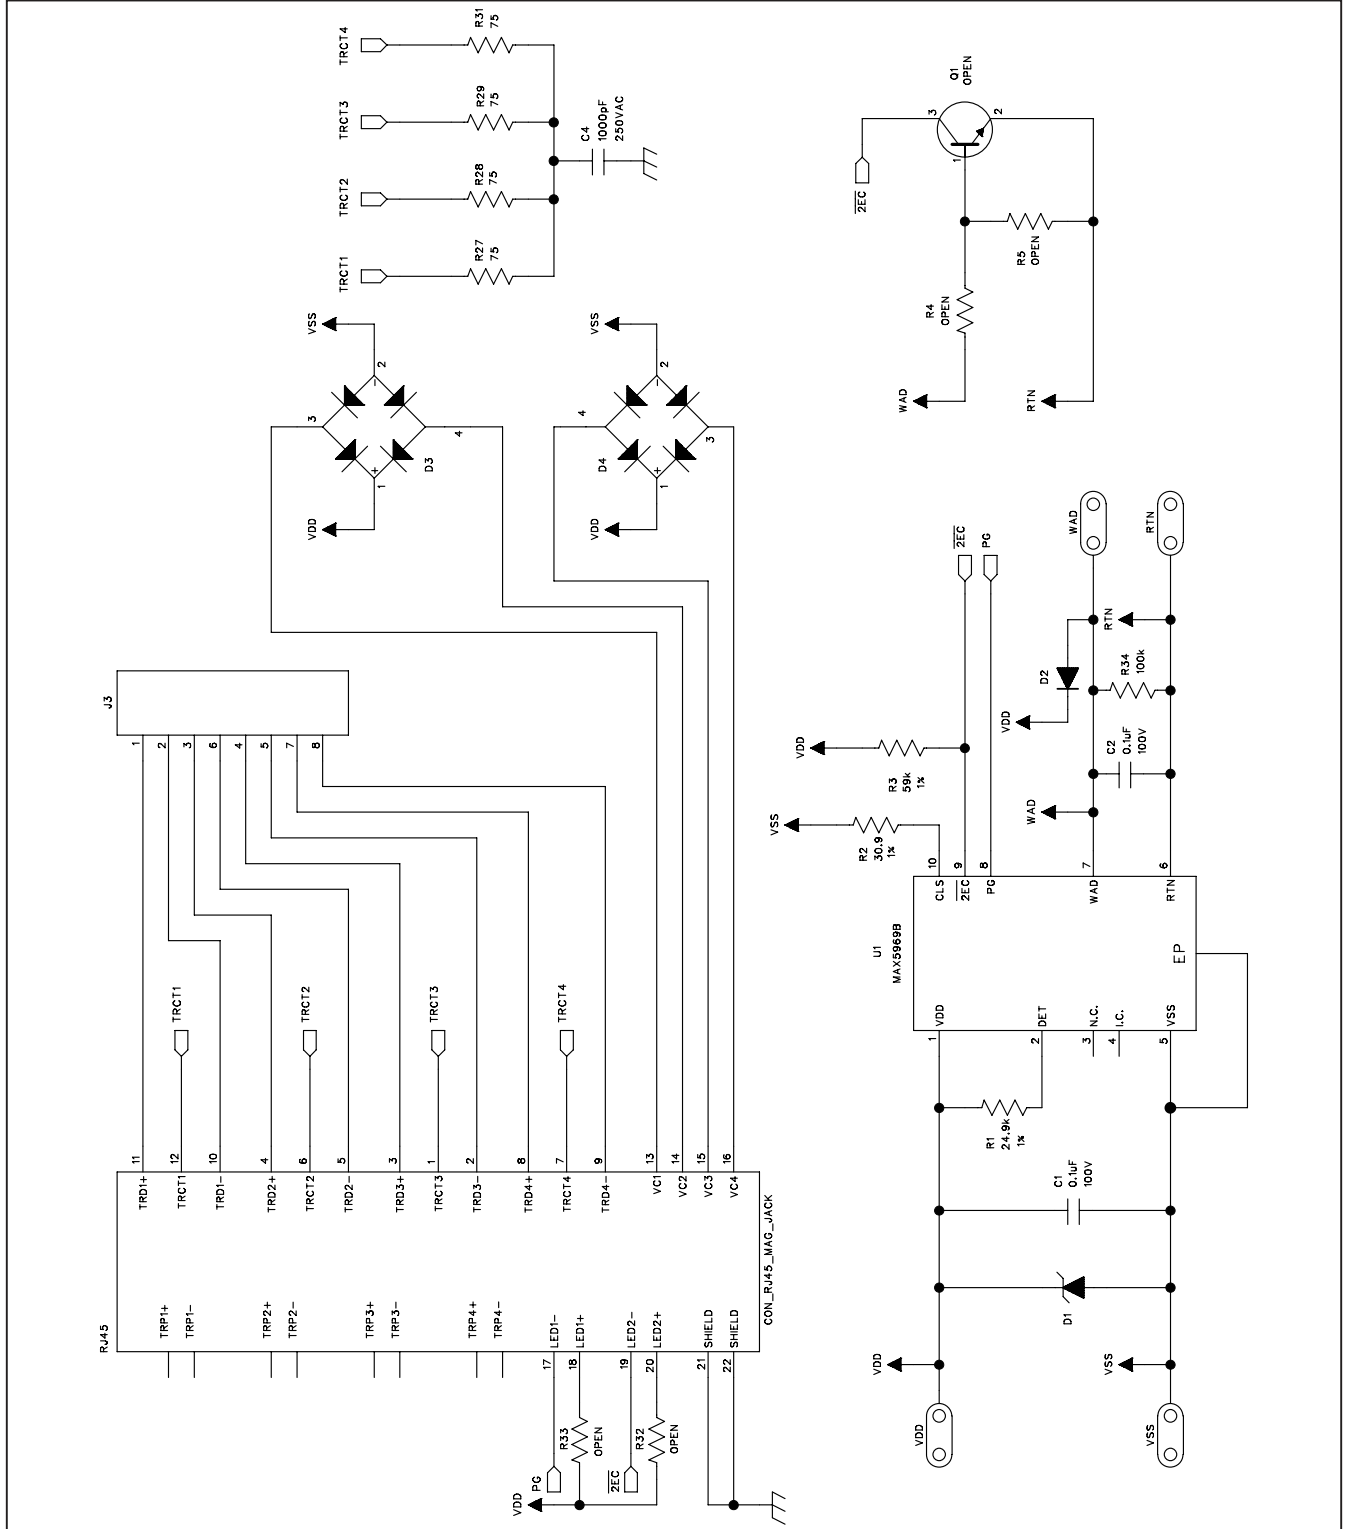 RJ45
TRP1+
TRP1-
TRP2+
TRP2-
TRP3+
TRP3-
TRP4+
TRP4-
17 LED1-
18 LED1+
19 LED2-
20 LED2+
21 SHIELD
22 SHIELD
CON_RJ45_MAG_JACK
PG
R33
OPEN
2EC
R32
OPEN
VDD
TRD1+ 11
TRCT1 12
TRD1- 10
TRD2+ 4
TRCT2 6
TRD2- 5
TRD3+ 3
TRCT3 1
TRD3- 2
TRD4+ 8
TRCT4 7
TRD4- 9
VC1 13
VC2 14
VC3 15
VC4 16
TRCT1
TRCT2
TRCT3
TRCT4
J3
1
2
3
6
4
5
7
8
VDD
1
+
3
4
-
2
D3
VSS
VDD
1
+
4
3
-
2
D4
VSS
TRCT1
R27
75
TRCT2
R28
75
TRCT3
R29
75
TRCT4
R31
75
C4
1000pF
250VAC
VDD
VDD
VSS
VSS
D1
C1
0.1uF
100V
R1
24.9k
1%
U1
MAX5969B
1 VDD
2 DET
3 N.C.
4 I.C.
5 VSS
EP
CLS 10
2EC 9
PG 8
WAD 7
RTN 6
VSS
R2
30.9
1%
VDD
R3
59k
1%
2EC
PG
WAD
C2
0.1uF
100V
VDD
D2
R34
100k
RTN
WAD
RTN
WAD
RTN
R4
OPEN
R5
OPEN
2EC
Q1
OPEN
1
2
3